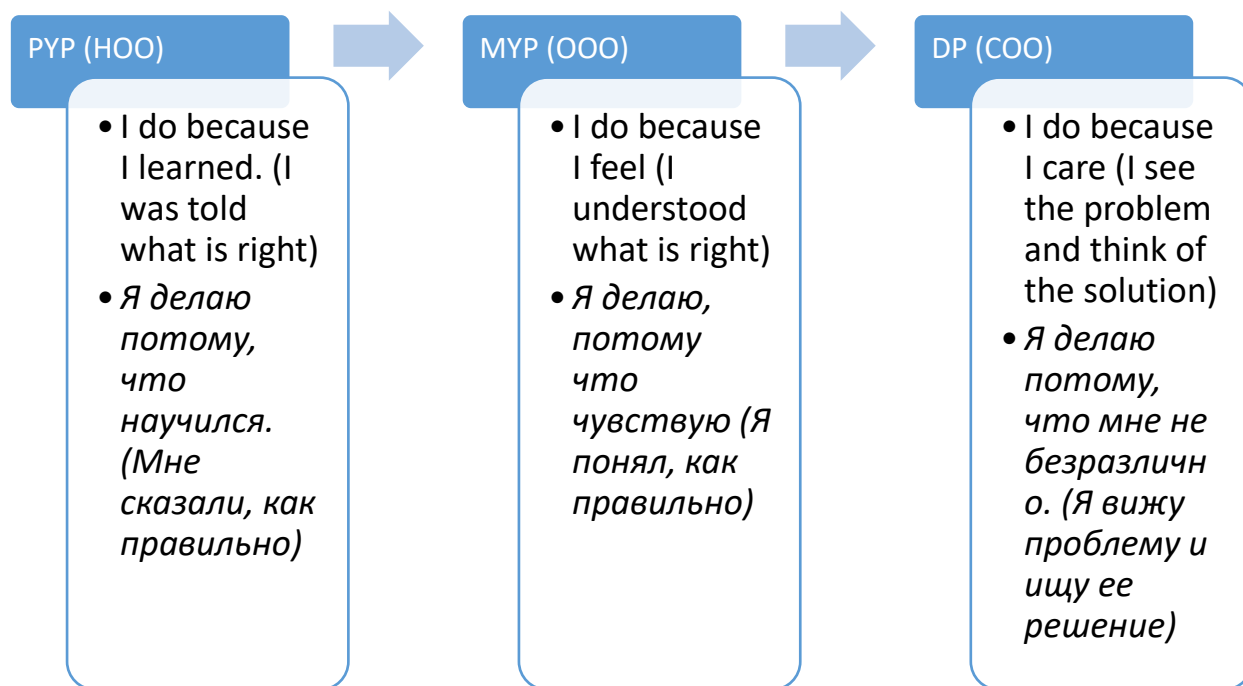 PYP (НОО)
• I do because
I learned. (I
was told
what is right)
• Я делаю
потому,
что
научился.
(Мне
сказали, как
правильно)
MYP (ООО)
• I do because
I feel (I
understood
what is right)
• Я делаю,
потому
что
чувствую (Я
понял, как
правильно)
DP (СОО)
• I do because
I care (I see
the problem
and think of
the solution)
• Я делаю
потому,
что мне не
безразличн
о. (Я вижу
проблему и
ищу ее
решение)